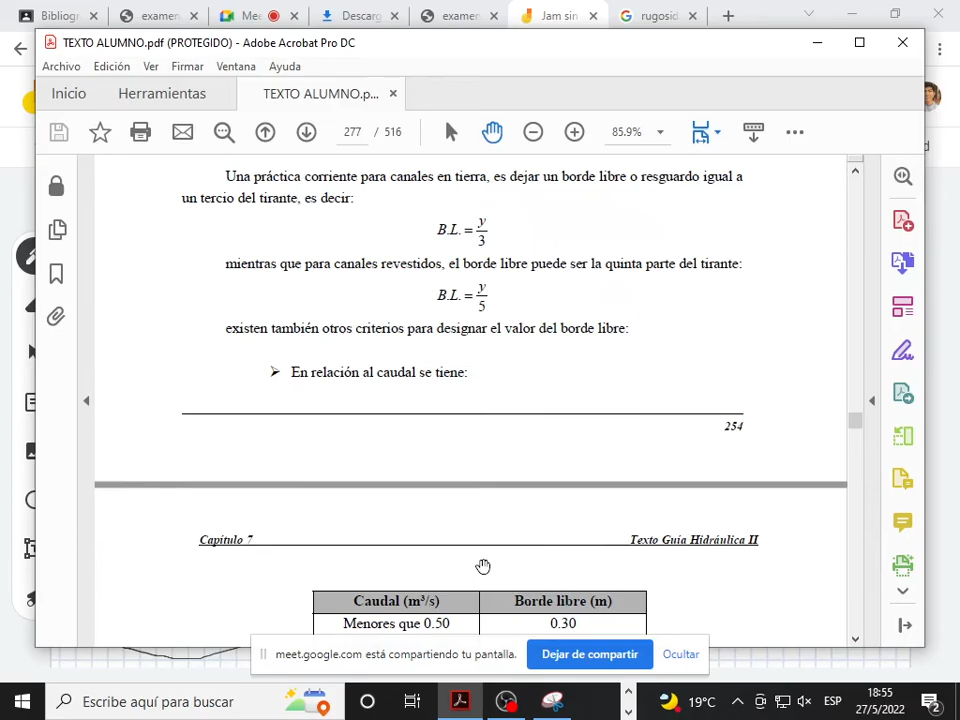 Bibliogr
examen
Mee
Descarg
examen
Jam sin
rugosid
TEXTO ALUMNO.pdf (PROTEGIDO) - Adobe Acrobat Pro DC
Archivo Edición Ver Firmar Ventana Ayuda
Inicio Herramientas TEXTO ALUMNO.p...
277 / 516 85.9%
Una práctica corriente para canales en tierra, es dejar un borde libre o resguardo igual a
un tercio del tirante, es decir:
B.L. = y/3
mientras que para canales revestidos, el borde libre puede ser la quinta parte del tirante:
B.L. = y/5
existen también otros criterios para designar el valor del borde libre:
➢ En relación al caudal se tiene:
254
Capítulo 7 Texto Guía Hidráulica II
Caudal (m³/s) Borde libre (m)
Menores que 0.50 0.30
meet.google.com está compartiendo tu pantalla. Dejar de compartir Ocultar
Escribe aquí para buscar
19°C ESP 18:55
27/5/2022
2